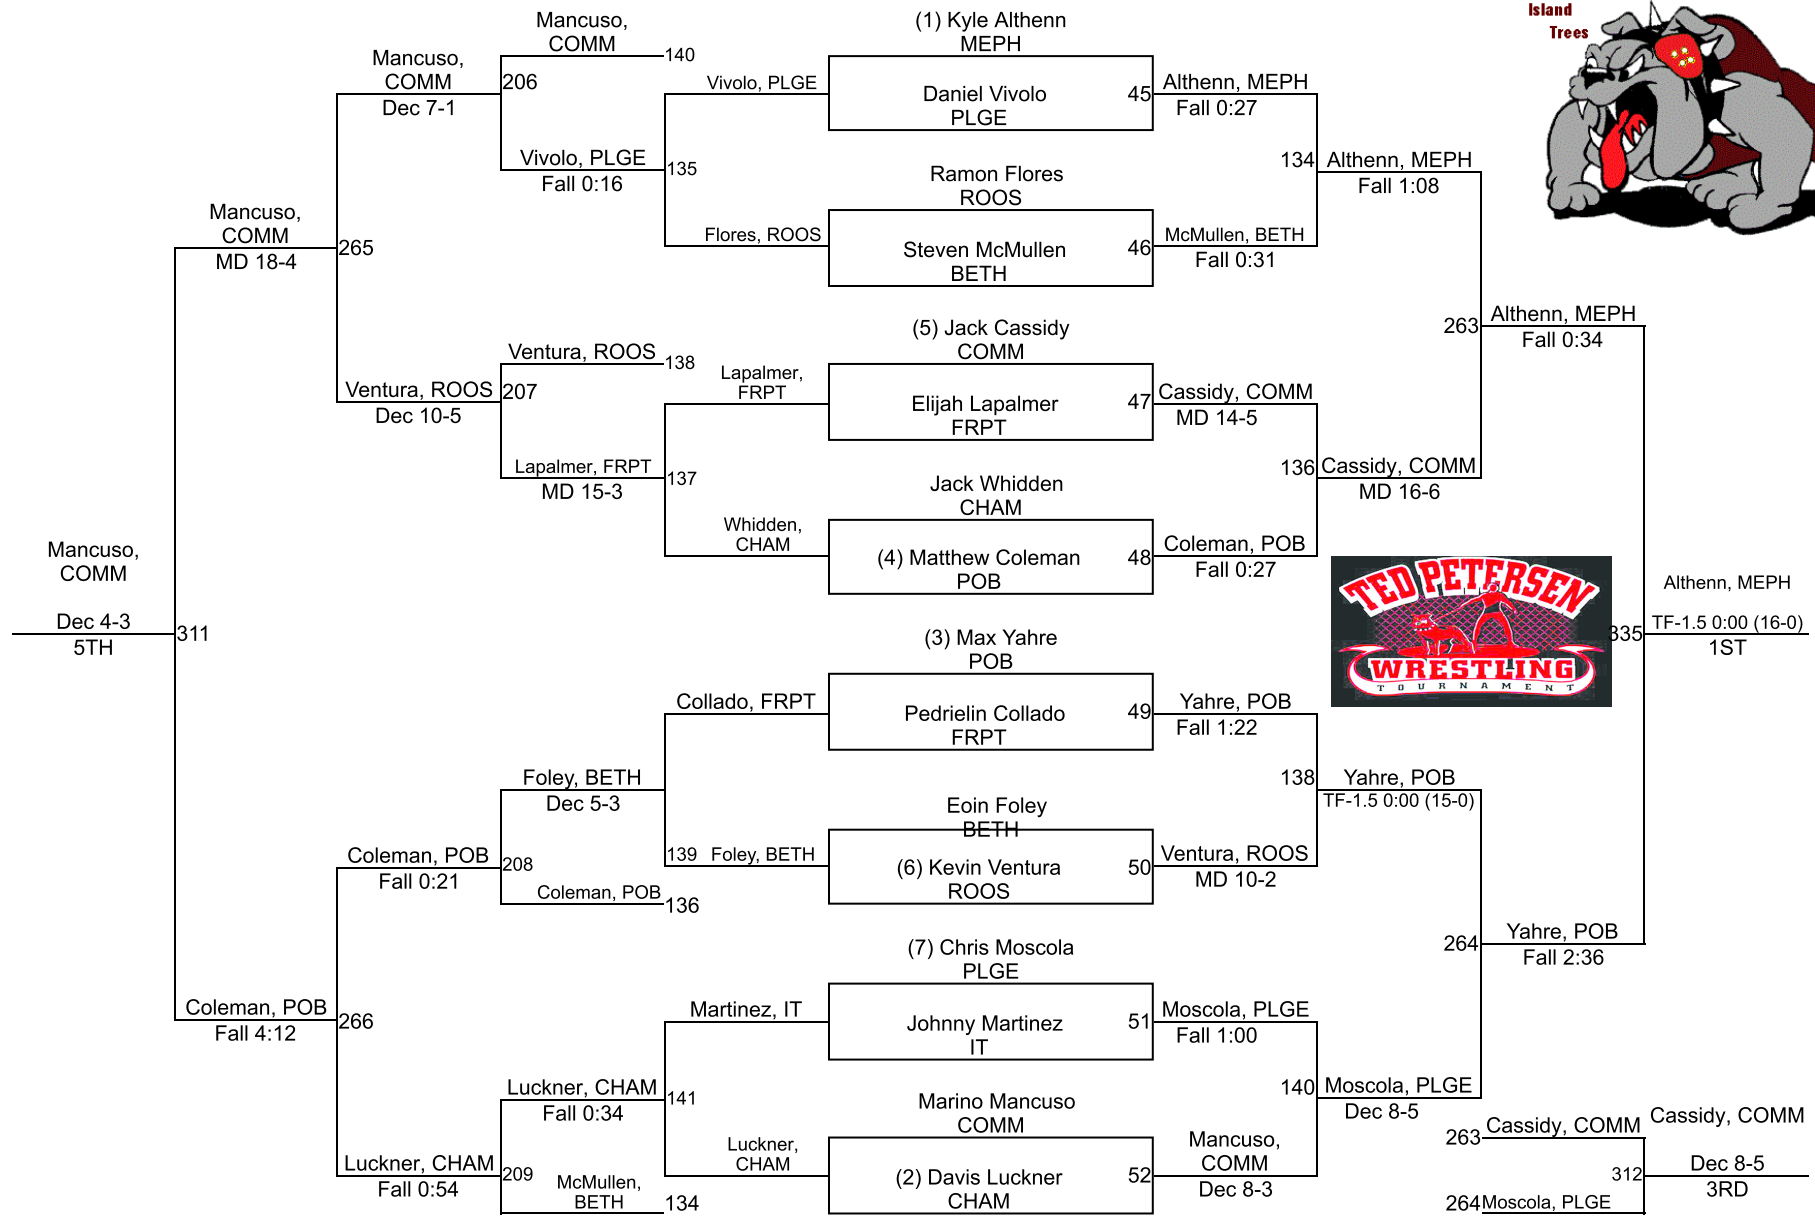 Island
Trees
Mancuso,
COMM
140
(1) Kyle Althenn
MEPH
Mancuso,
COMM
206
Dec 7-1
Vivolo, PLGE
Daniel Vivolo
PLGE
45
Althenn, MEPH
Fall 0:27
Vivolo, PLGE
135
Fall 0:16
Ramon Flores
ROOS
134
Althenn, MEPH
Fall 1:08
Mancuso,
COMM
265
MD 18-4
Flores, ROOS
Steven McMullen
BETH
46
McMullen, BETH
Fall 0:31
(5) Jack Cassidy
COMM
263
Althenn, MEPH
Fall 0:34
Ventura, ROOS
138
Ventura, ROOS
207
Dec 10-5
Lapalmer,
FRPT
Elijah Lapalmer
FRPT
47
Cassidy, COMM
MD 14-5
Lapalmer, FRPT
137
MD 15-3
Jack Whidden
CHAM
136
Cassidy, COMM
MD 16-6
Whidden,
CHAM
(4) Matthew Coleman
POB
48
Coleman, POB
Fall 0:27
Mancuso,
COMM
Dec 4-3
5TH
311
TED PETERSEN
WRESTLING
TOURNAMENT
335
Althenn, MEPH
TF-1.5 0:00 (16-0)
1ST
(3) Max Yahre
POB
Collado, FRPT
Pedrielin Collado
FRPT
49
Yahre, POB
Fall 1:22
Foley, BETH
Dec 5-3
138
Yahre, POB
TF-1.5 0:00 (15-0)
Eoin Foley
BETH
139
Foley, BETH
(6) Kevin Ventura
ROOS
50
Ventura, ROOS
MD 10-2
Coleman, POB
208
Fall 0:21
Coleman, POB
136
(7) Chris Moscola
PLGE
264
Yahre, POB
Fall 2:36
Coleman, POB
266
Fall 4:12
Martinez, IT
Johnny Martinez
IT
51
Moscola, PLGE
Fall 1:00
Luckner, CHAM
141
Fall 0:34
Marino Mancuso
COMM
140
Moscola, PLGE
Dec 8-5
Luckner, CHAM
209
Fall 0:54
Luckner,
CHAM
(2) Davis Luckner
CHAM
52
Mancuso,
COMM
Dec 8-3
McMullen,
BETH
134
263
Cassidy, COMM
Cassidy, COMM
312
Dec 8-5
3RD
264
Moscola, PLGE